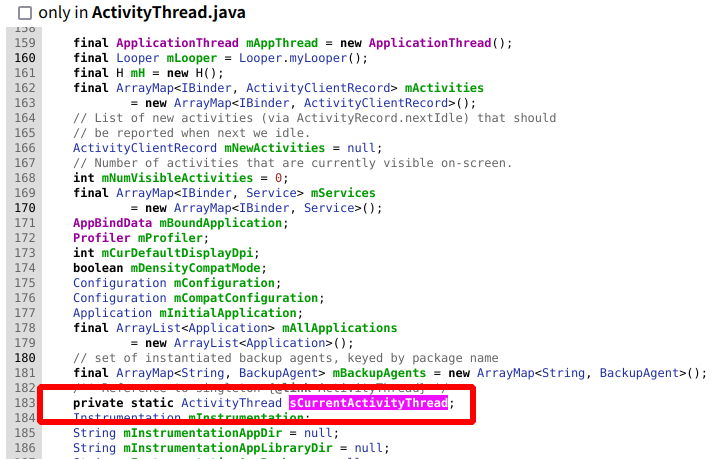 only in ActivityThread.java
158
159 final ApplicationThread mAppThread = new ApplicationThread();
160 final Looper mLooper = Looper.myLooper();
161 final H mH = new H();
162 final ArrayMap<IBinder, ActivityClientRecord> mActivities
163 = new ArrayMap<IBinder, ActivityClientRecord>();
164 // List of new activities (via ActivityRecord.nextIdle) that should
165 // be reported when next we idle.
166 ActivityClientRecord mNewActivities = null;
167 // Number of activities that are currently visible on-screen.
168 int mNumVisibleActivities = 0;
169 final ArrayMap<IBinder, Service> mServices
170 = new ArrayMap<IBinder, Service>();
171 AppBindData mBoundApplication;
172 Profiler mProfiler;
173 int mCurDefaultDisplayDpi;
174 boolean mDensityCompatMode;
175 Configuration mConfiguration;
176 Configuration mCompatConfiguration;
177 Application mInitialApplication;
178 final ArrayList<Application> mAllApplications
179 = new ArrayList<Application>();
180 // set of instantiated backup agents, keyed by package name
181 final ArrayMap<String, BackupAgent> mBackupAgents = new ArrayMap<String, BackupAgent>();
182 /** Reference to singleton {@link ActivityThread} */
183 private static ActivityThread sCurrentActivityThread;
184 Instrumentation mInstrumentation;
185 String mInstrumentationAppDir = null;
186 String mInstrumentationAppLibraryDir = null;